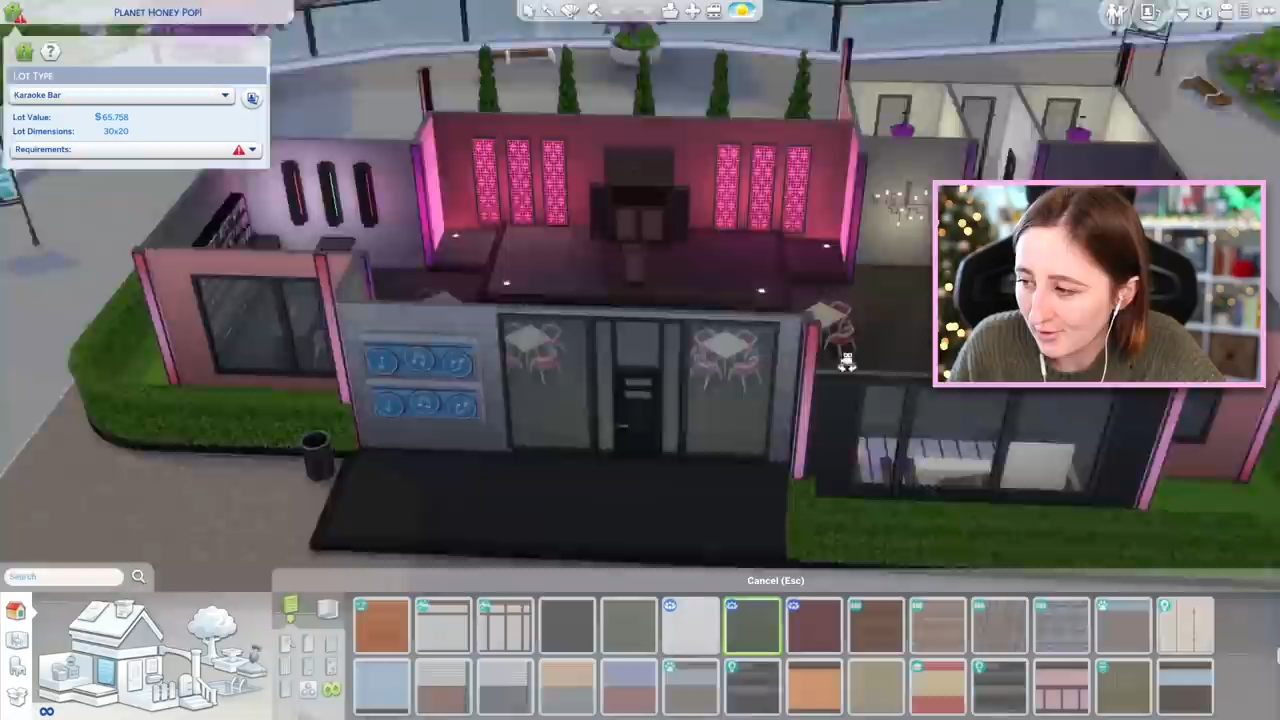 PLANET HONEY POP!
LOT TYPE
Karaoke Bar
Lot Value: §65,758
Lot Dimensions: 30x20
Requirements:
Cancel (Esc)
Search